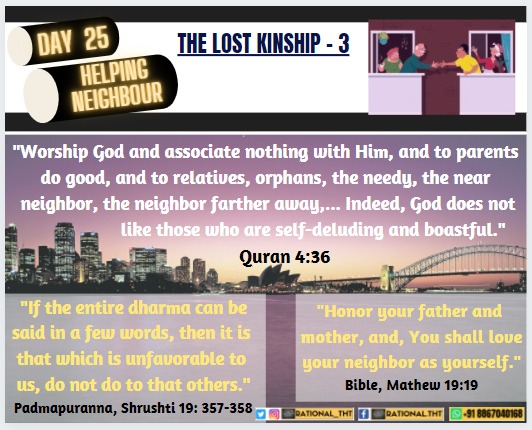 DAY 25
HELPING
NEIGHBOUR
THE LOST KINSHIP - 3
"Worship God and associate nothing with Him, and to parents
do good, and to relatives, orphans, the needy, the near
neighbor, the neighbor farther away,... Indeed, God does not
like those who are self-deluding and boastful."
Quran 4:36
"If the entire dharma can be
said in a few words, then it is
that which is unfavorable to
us, do not do to that others."
Padmapuranna, Shrushti 19: 357-358
"Honor your father and
mother, and, You shall love
your neighbor as yourself."
Bible, Mathew 19:19
RATIONAL_THT
RATIONAL.THT
+91 8867040168